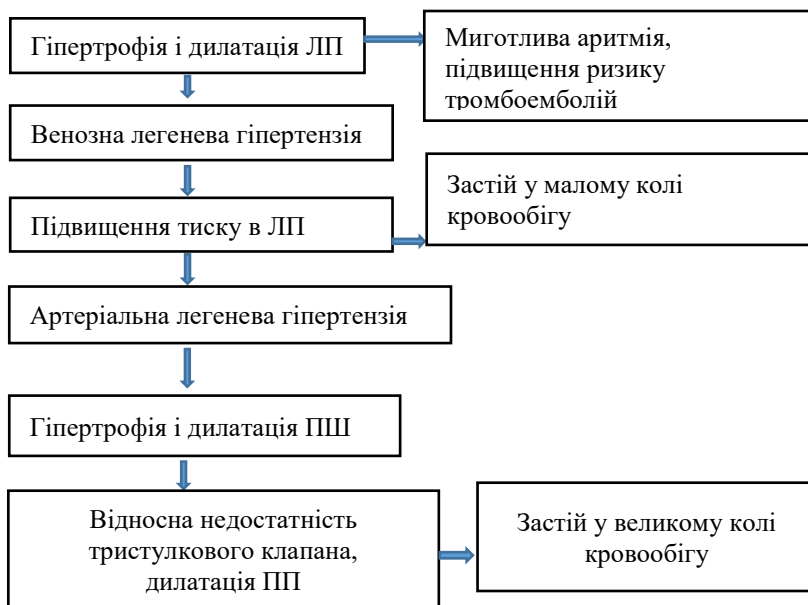 Гіпертрофія і дилатація ЛП
Миготлива аритмія,
підвищення ризику
тромбоемболій
Венозна легенева гіпертензія
Застій у малому колі
кровообігу
Підвищення тиску в ЛП
Артеріальна легенева гіпертензія
Гіпертрофія і дилатація ПШ
Відносна недостатність
тристулкового клапана,
дилатація ПП
Застій у великому колі
кровообігу